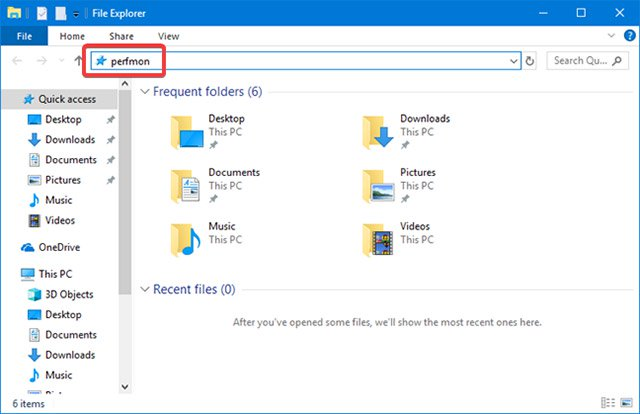 File Explorer
File Home Share View
perfmon
Search Qu...
Quick access
Desktop
Downloads
Documents
Pictures
Music
Videos
OneDrive
This PC
3D Objects
Desktop
Documents
Downloads
Music
Frequent folders (6)
Desktop
This PC
Downloads
This PC
Documents
This PC
Pictures
This PC
Music
This PC
Videos
This PC
Recent files (0)
After you've opened some files, we'll show the most recent ones here.
6 items